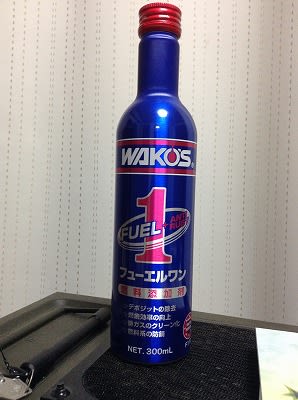 WAKO'S
FUEL 1 ANTI RUST
フューエルワン
燃料添加剤
デポジットの除去
燃焼効率の向上
排ガスのクリーン化
燃料系の防錆
NET. 300mL